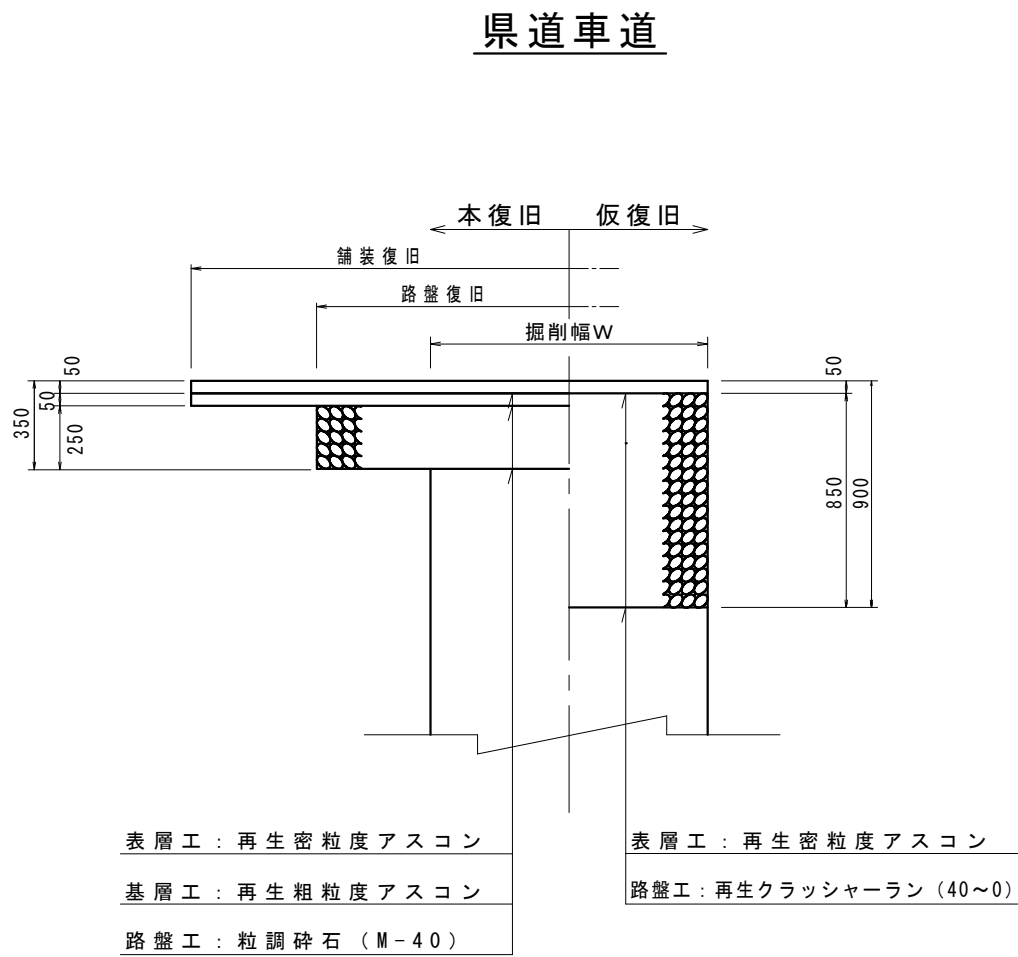 県道車道
本復旧 仮復旧
舗装復旧
路盤復旧
掘削幅W
50
50
250
350
50
850
900
表層工：再生密粒度アスコン
基層工：再生粗粒度アスコン
路盤工：粒調砕石（M-40）
表層工：再生密粒度アスコン
路盤工：再生クラッシャーラン（40～0）